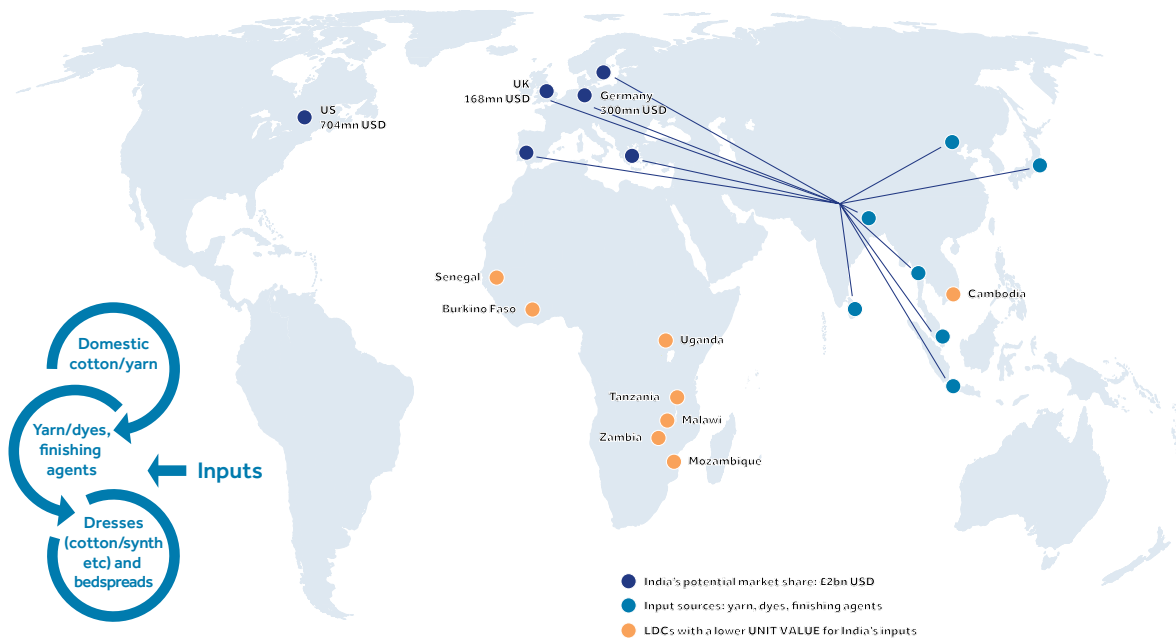 US
704mn USD
UK
168mn USD
Germany
300mn USD
Senegal
Burkino Faso
Cambodia
Uganda
Tanzania
Malawi
Zambia
Mozambique
Domestic
cotton/yarn
Yarn/dyes,
finishing
agents
Inputs
Dresses
(cotton/synth
etc) and
bedspreads
India's potential market share: £2bn USD
Input sources: yarn, dyes, finishing agents
LDCs with a lower UNIT VALUE for India's inputs